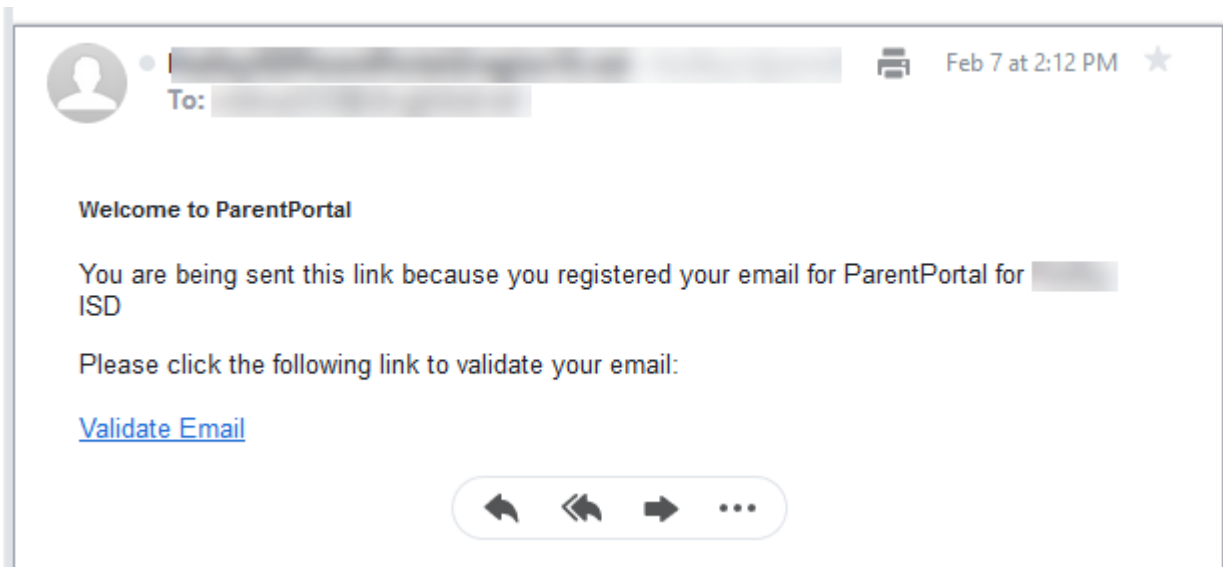 Feb 7 at 2:12 PM
To:
Welcome to ParentPortal
You are being sent this link because you registered your email for ParentPortal for
ISD
Please click the following link to validate your email:
Validate Email